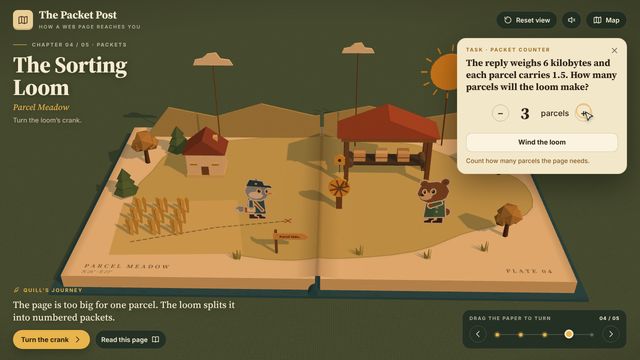 The Packet Post
HOW A WEB PAGE REACHES YOU
Reset view
Map
CHAPTER 04 / 05 · PACKETS
The Sorting
Loom
Parcel Meadow
Turn the loom's crank.
TASK · PACKET COUNTER
The reply weighs 6 kilobytes and
each parcel carries 1.5. How many
parcels will the loom make?
− 3 parcels +
Wind the loom
Count how many parcels the page needs.
PARCEL MEADOW
PLATE 04
QUILL'S JOURNEY
The page is too big for one parcel. The loom splits it
into numbered packets.
Turn the crank
Read this page
DRAG THE PAPER TO TURN
04 / 05